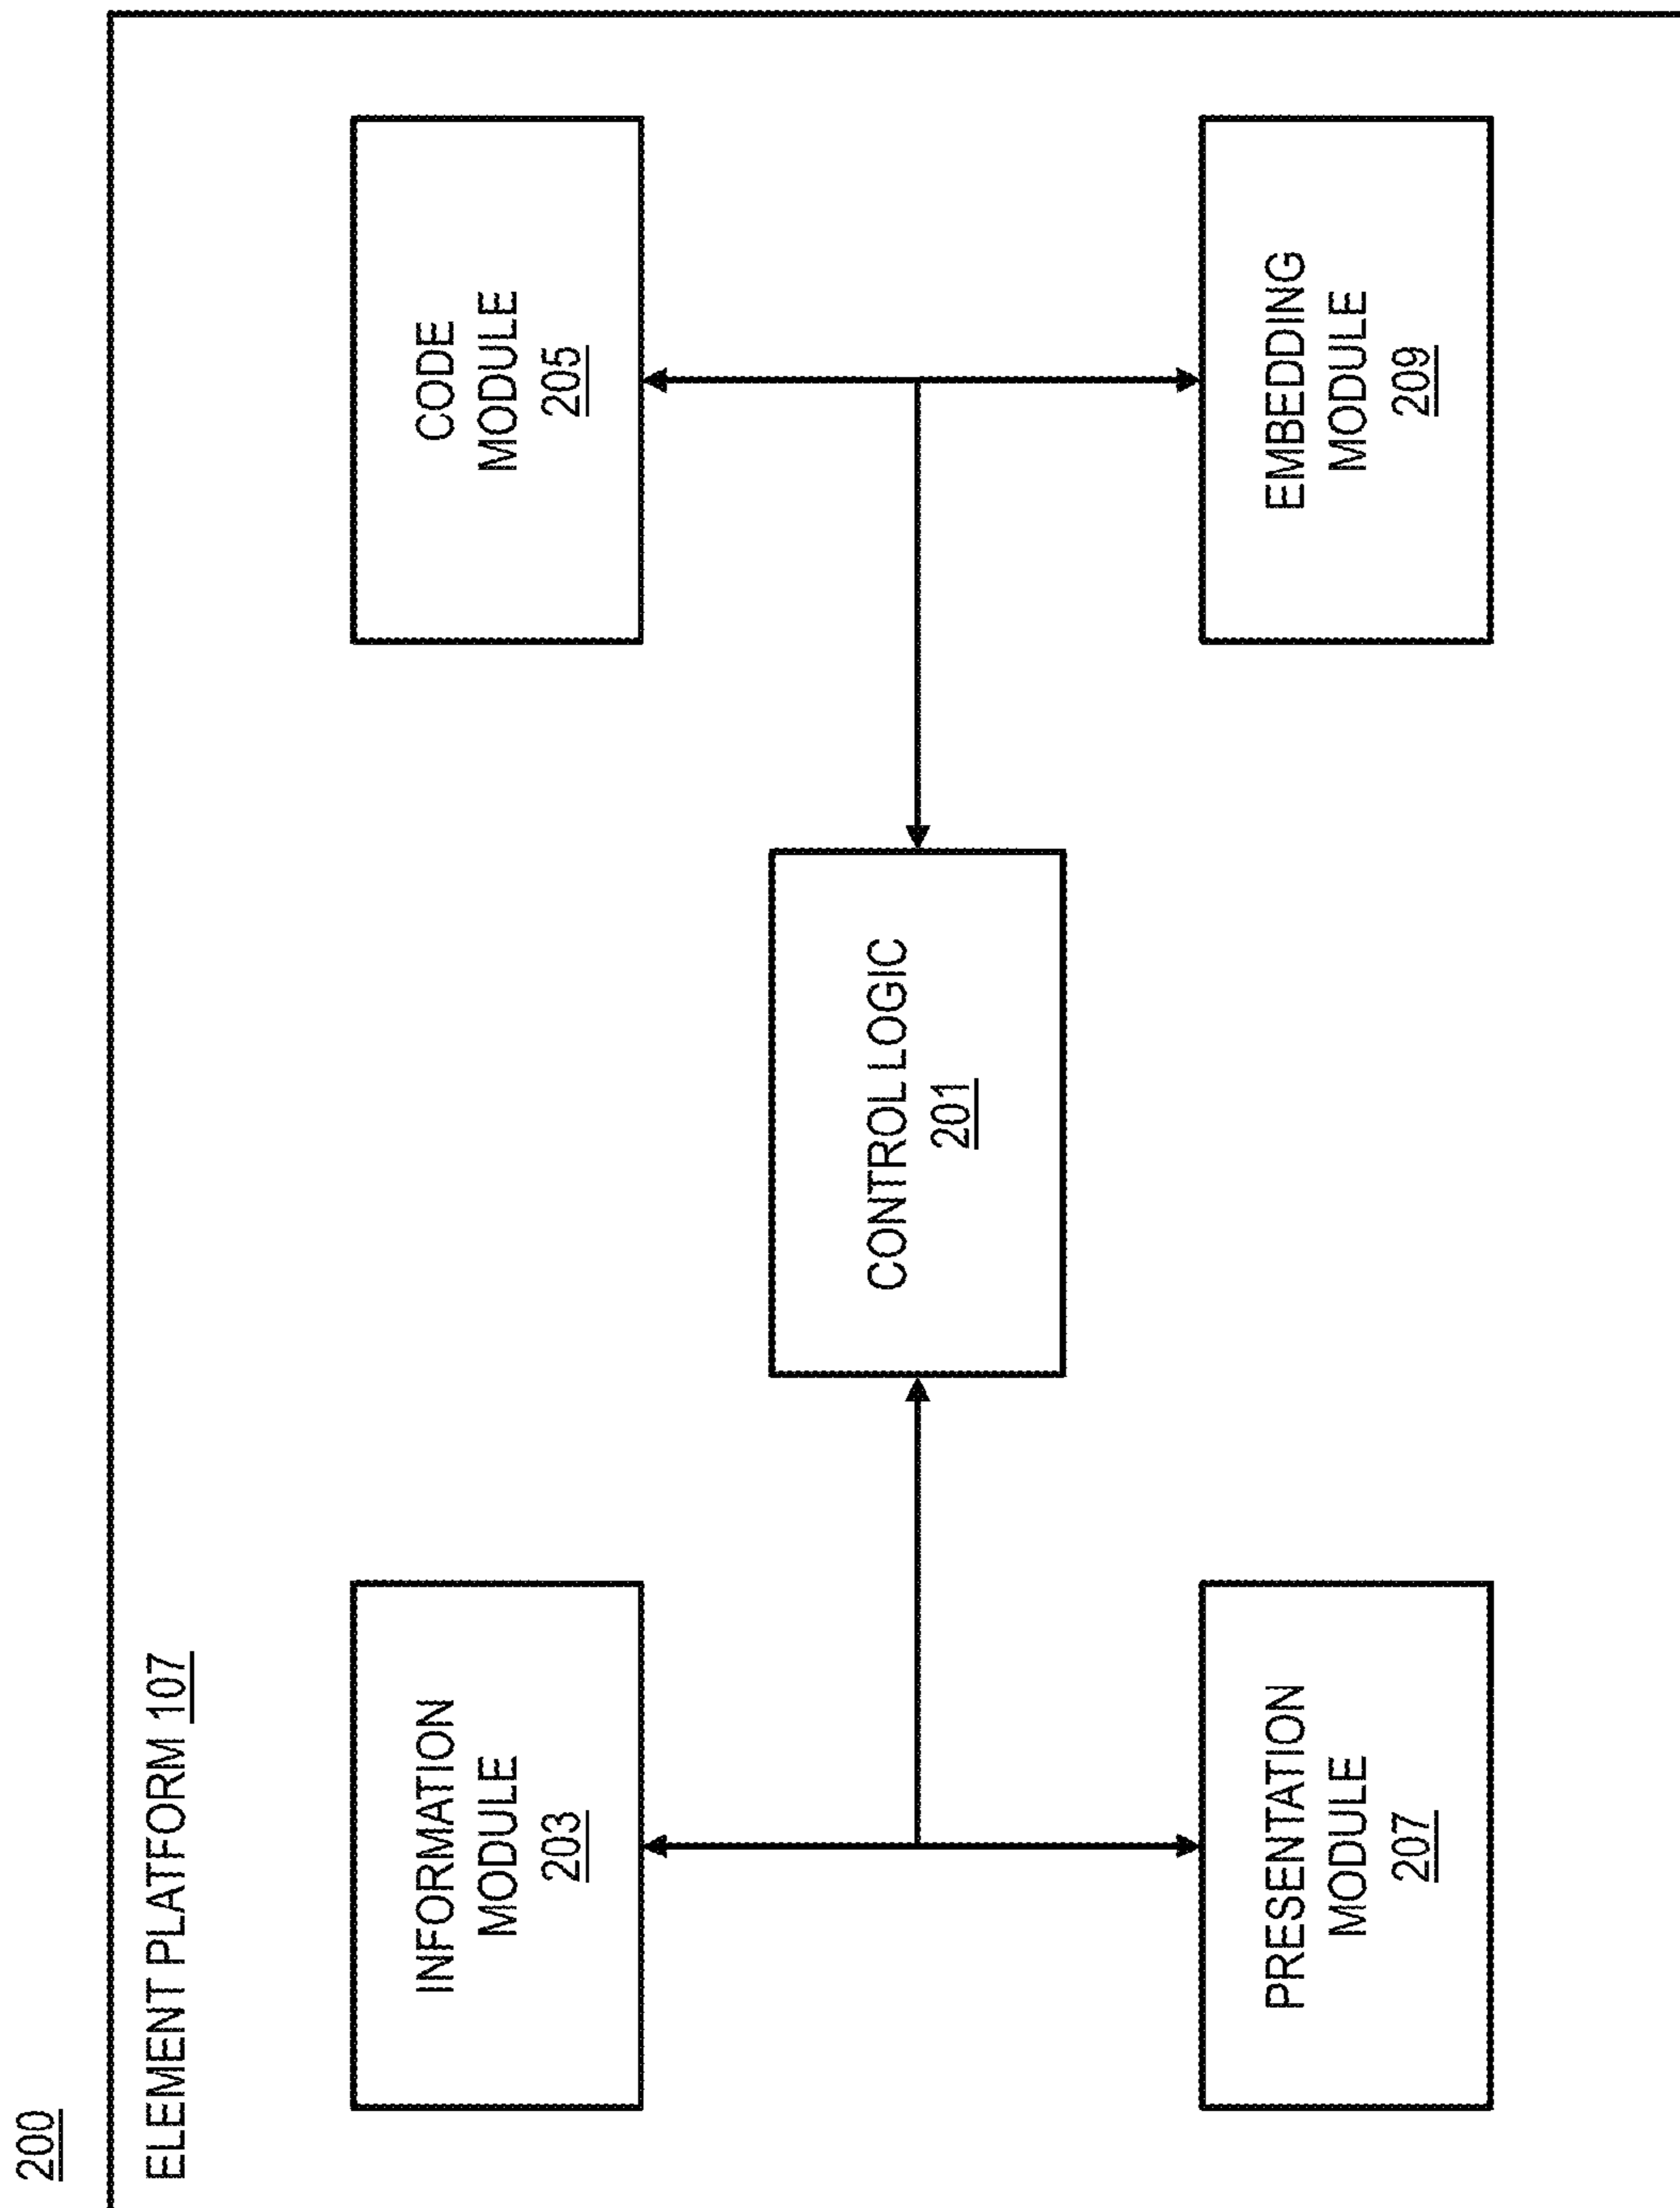 200
ELEMENT PLATFORM 107
INFORMATION
MODULE
203
CODE
MODULE
205
CONTROL LOGIC
201
PRESENTATION
MODULE
207
EMBEDDING
MODULE
209